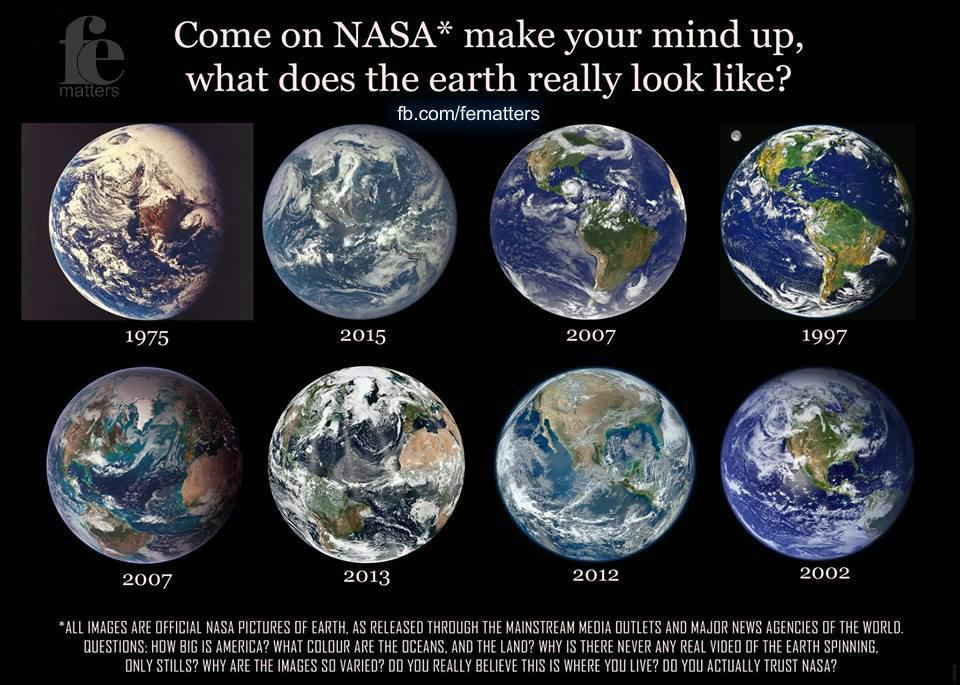 fe
matters
Come on NASA* make your mind up,
what does the earth really look like?
fb.com/fematters
1975
2015
2007
1997
2007
2013
2012
2002
*ALL IMAGES ARE OFFICIAL NASA PICTURES OF EARTH, AS RELEASED THROUGH THE MAINSTREAM MEDIA OUTLETS AND MAJOR NEWS AGENCIES OF THE WORLD.
QUESTIONS: HOW BIG IS AMERICA? WHAT COLOUR ARE THE OCEANS, AND THE LAND? WHY IS THERE NEVER ANY REAL VIDEO OF THE EARTH SPINNING,
ONLY STILLS? WHY ARE THE IMAGES SO VARIED? DO YOU REALLY BELIEVE THIS IS WHERE YOU LIVE? DO YOU ACTUALLY TRUST NASA?